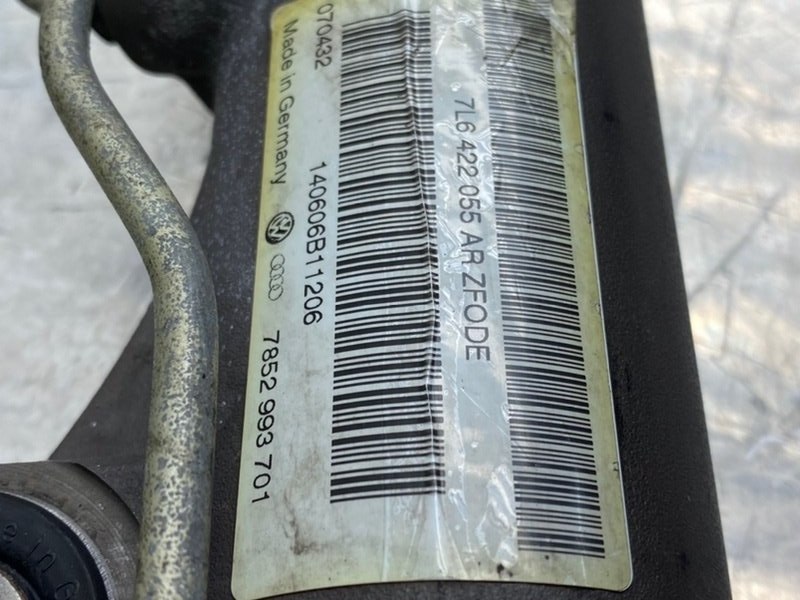 7L6 422 055 AR ZFODE
140606B11206
070432
Made in Germany
7852 993 701